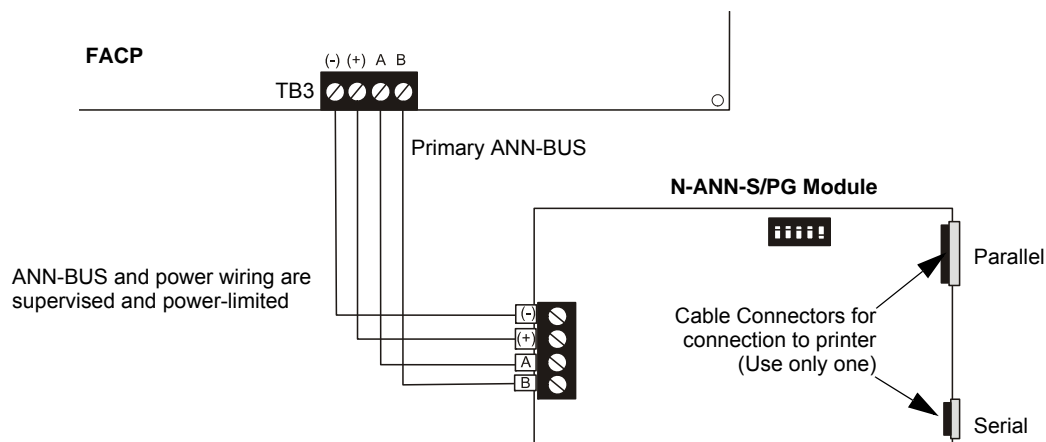 FACP
(-) (+) A B
TB3
Primary ANN-BUS
N-ANN-S/PG Module
ANN-BUS and power wiring are
supervised and power-limited
(-)
(+)
A
B
Parallel
Cable Connectors for
connection to printer
(Use only one)
Serial